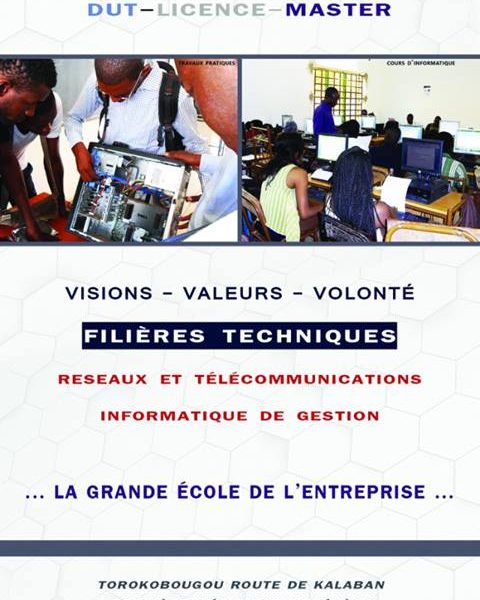 DUT–LICENCE–MASTER
TRAVAUX PRATIQUES
COURS D'INFORMATIQUE
VISIONS – VALEURS – VOLONTÉ
FILIÈRES TECHNIQUES
RESEAUX ET TÉLÉCOMMUNICATIONS
INFORMATIQUE DE GESTION
... LA GRANDE ÉCOLE DE L'ENTREPRISE ...
TOROKOBOUGOU ROUTE DE KALABAN